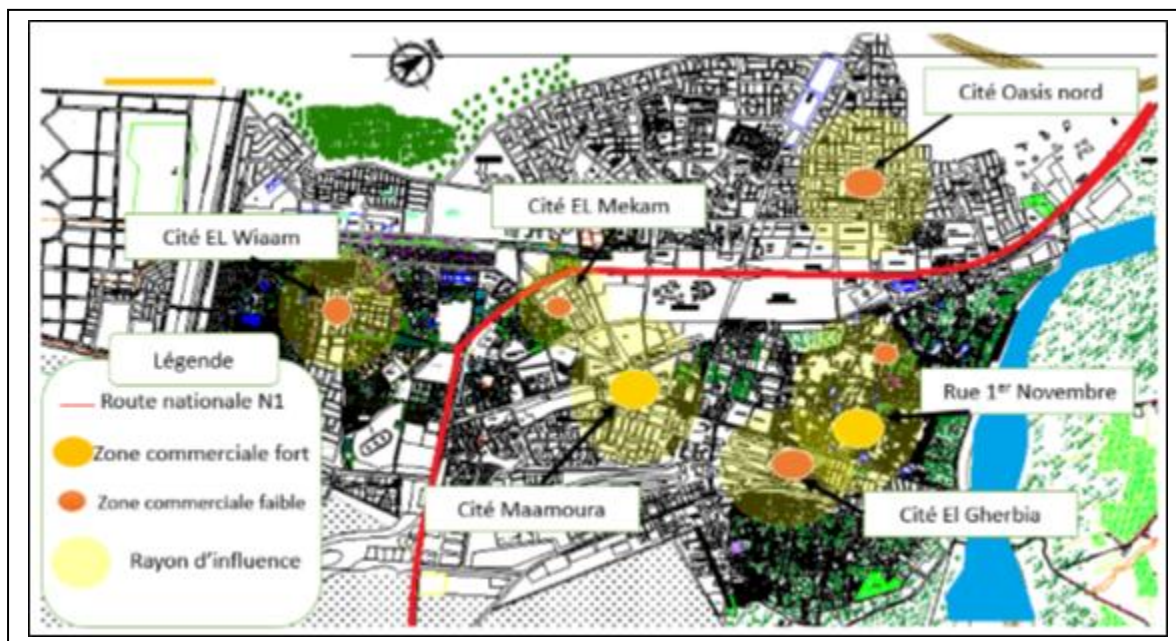 Cité Oasis nord
Cité EL Mekam
Cité EL Wiaam
Légende
Route nationale N1
Zone commerciale fort
Zone commerciale faible
Rayon d’influence
Rue 1er Novembre
Cité Maamoura
Cité El Gherbia